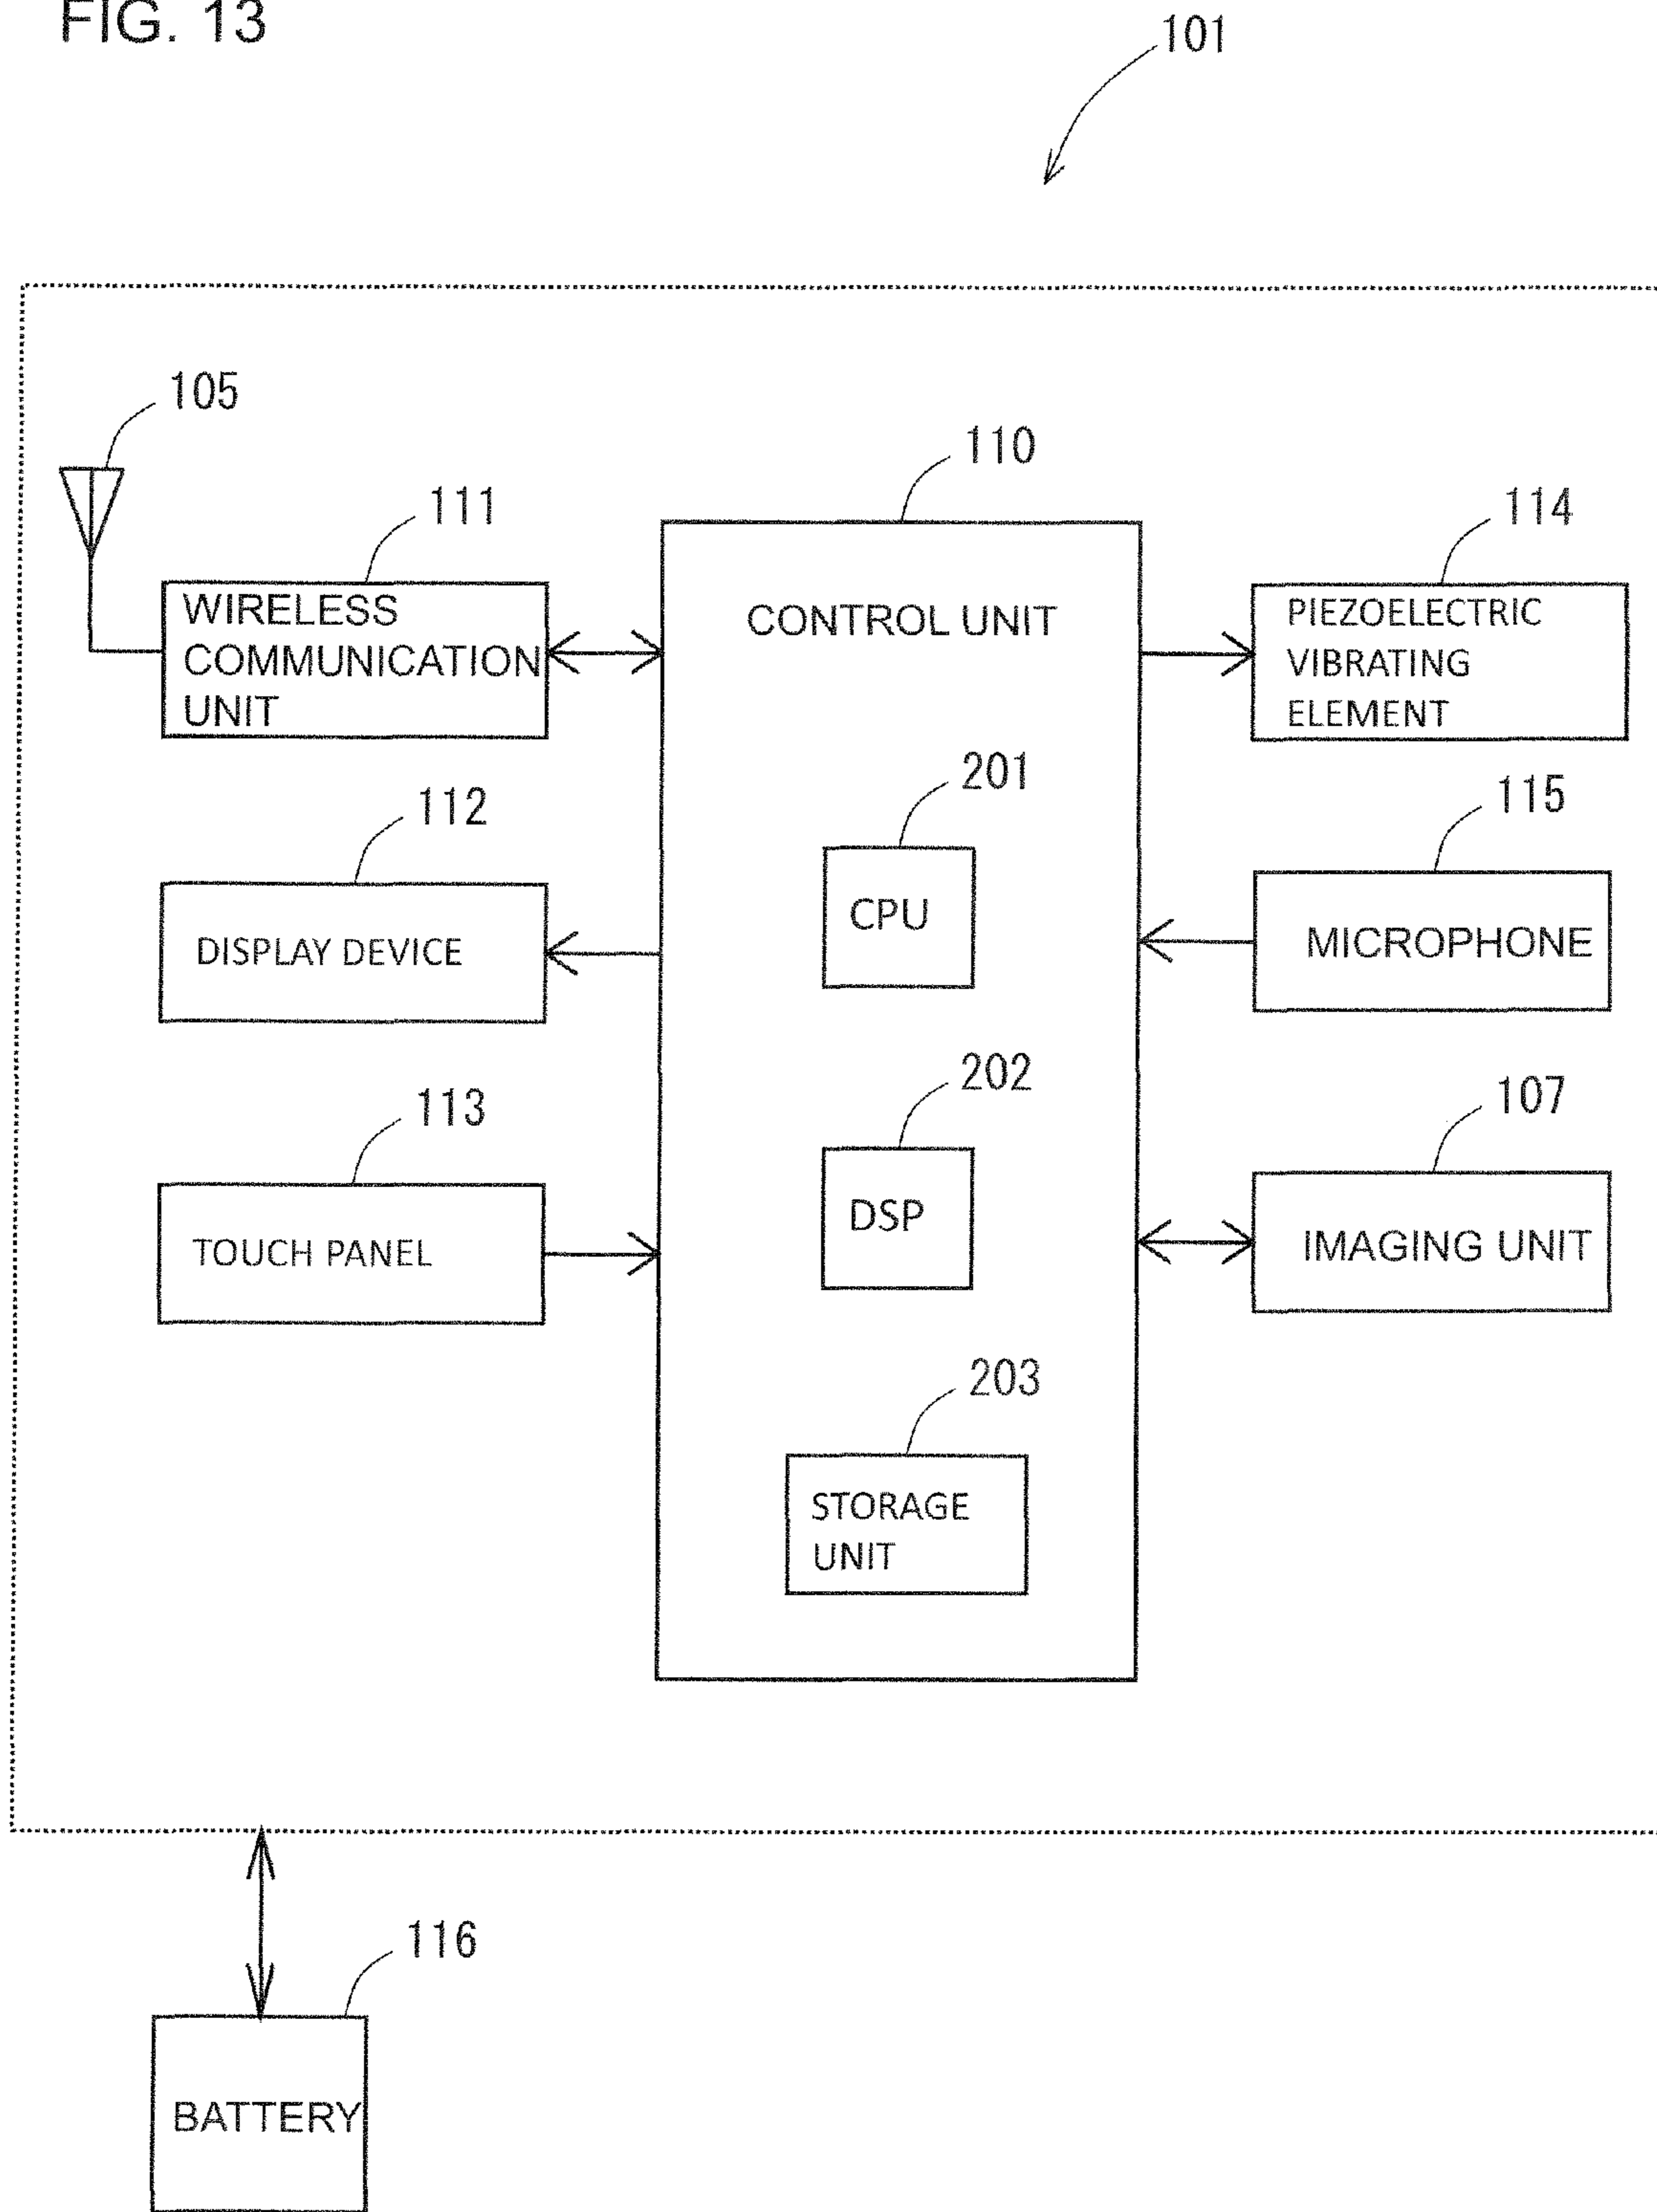 FIG. 13
101
105
110
111
114
WIRELESS
COMMUNICATION
UNIT
CONTROL UNIT
PIEZOELECTRIC
VIBRATING
ELEMENT
201
112
115
CPU
DISPLAY DEVICE
MICROPHONE
202
113
107
DSP
TOUCH PANEL
IMAGING UNIT
203
STORAGE
UNIT
116
BATTERY